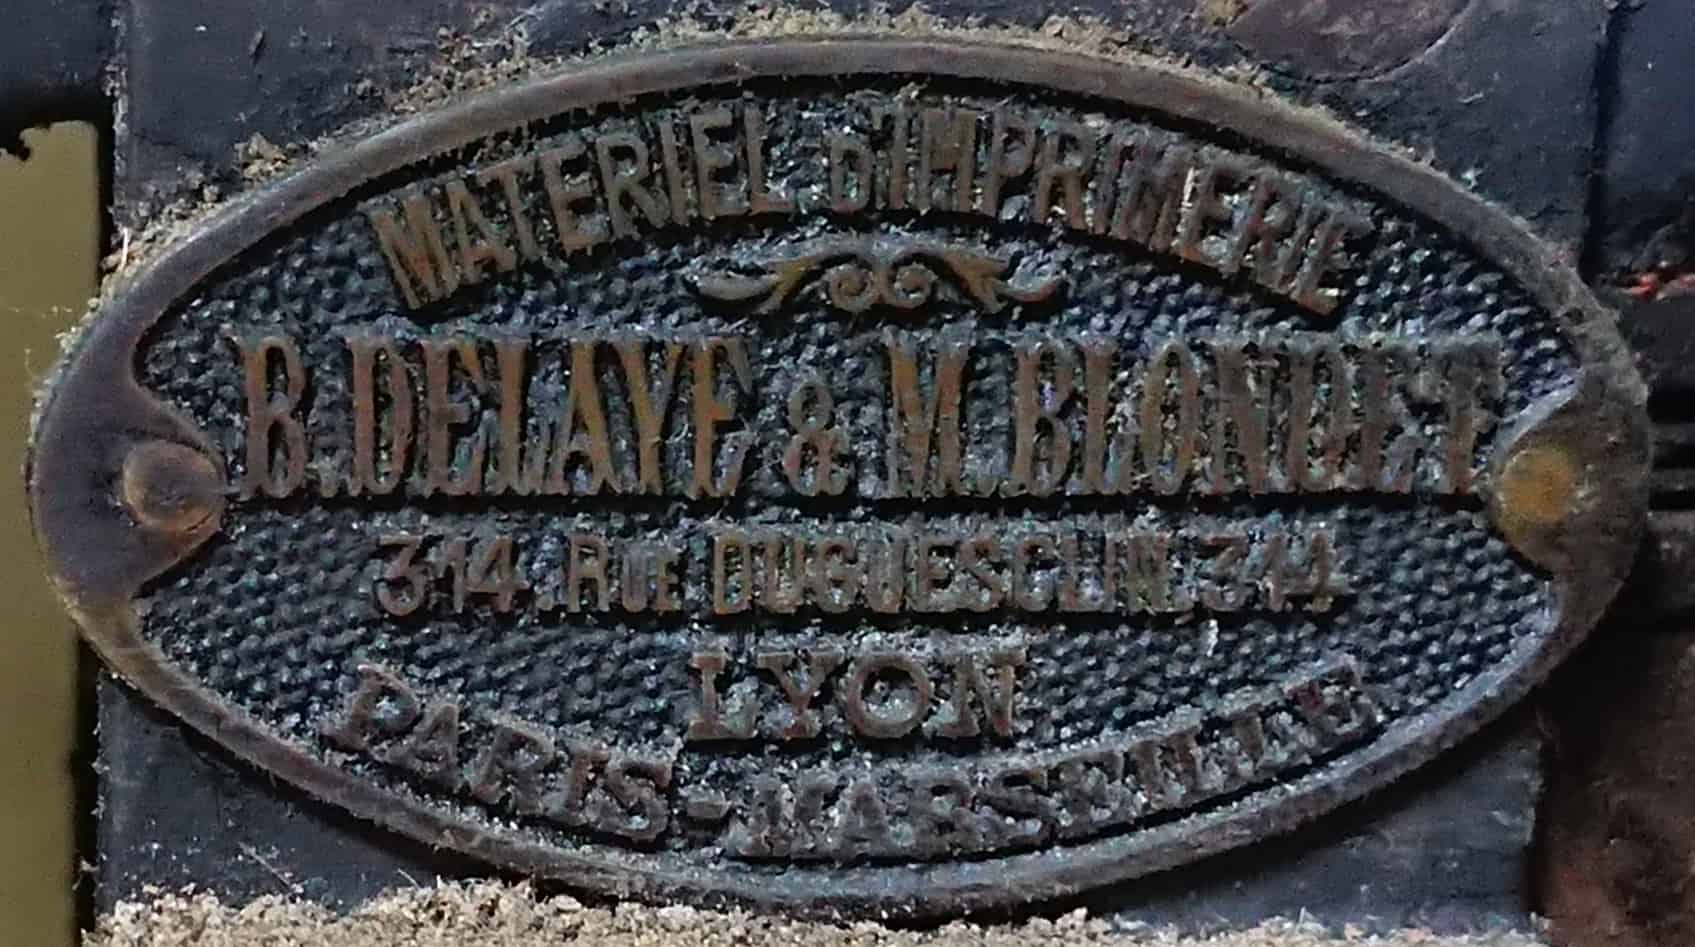 MATERIEL D'IMPRIMERIE
B. DELAYE & M. BLONDET
314. RUE DUGUESCLIN. 314
LYON
PARIS-MARSEILLE